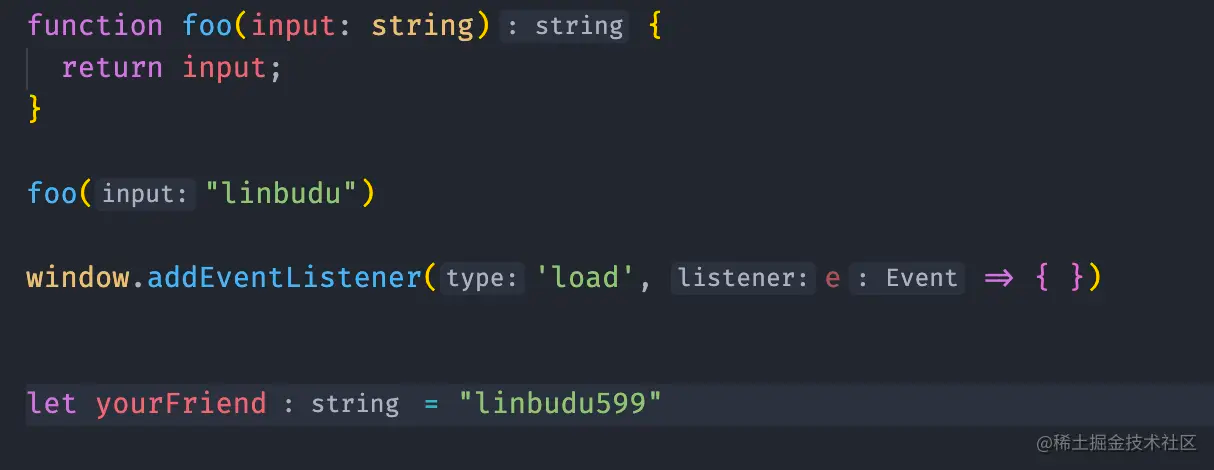 function foo(input: string) : string {
return input;
}
foo( input: "linbudu")
window.addEventListener( type: 'load', listener: e : Event => { })
let yourFriend : string = "linbudu599"
@稀土掘金技术社区